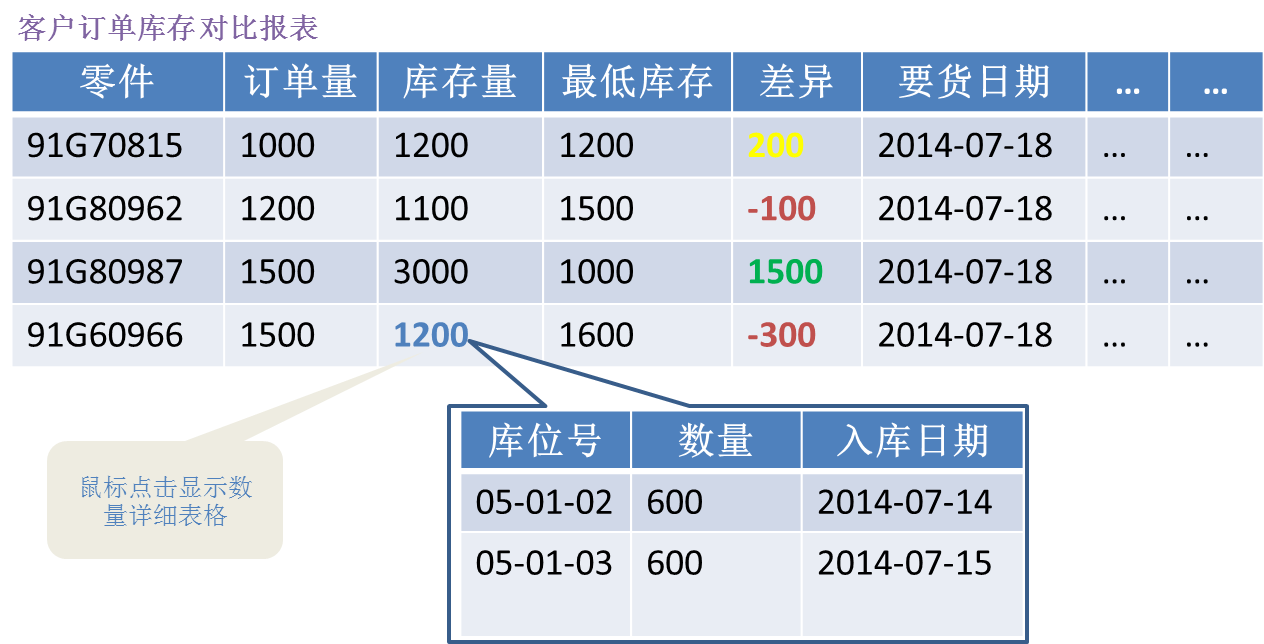 客户订单库存对比报表
零件 订单量 库存量 最低库存 差异 要货日期 ... ...
91G70815 1000 1200 1200 200 2014-07-18 ... ...
91G80962 1200 1100 1500 -100 2014-07-18 ... ...
91G80987 1500 3000 1000 1500 2014-07-18 ... ...
91G60966 1500 1200 1600 -300 2014-07-18 ... ...
鼠标点击显示数
量详细表格
库位号 数量 入库日期
05-01-02 600 2014-07-14
05-01-03 600 2014-07-15